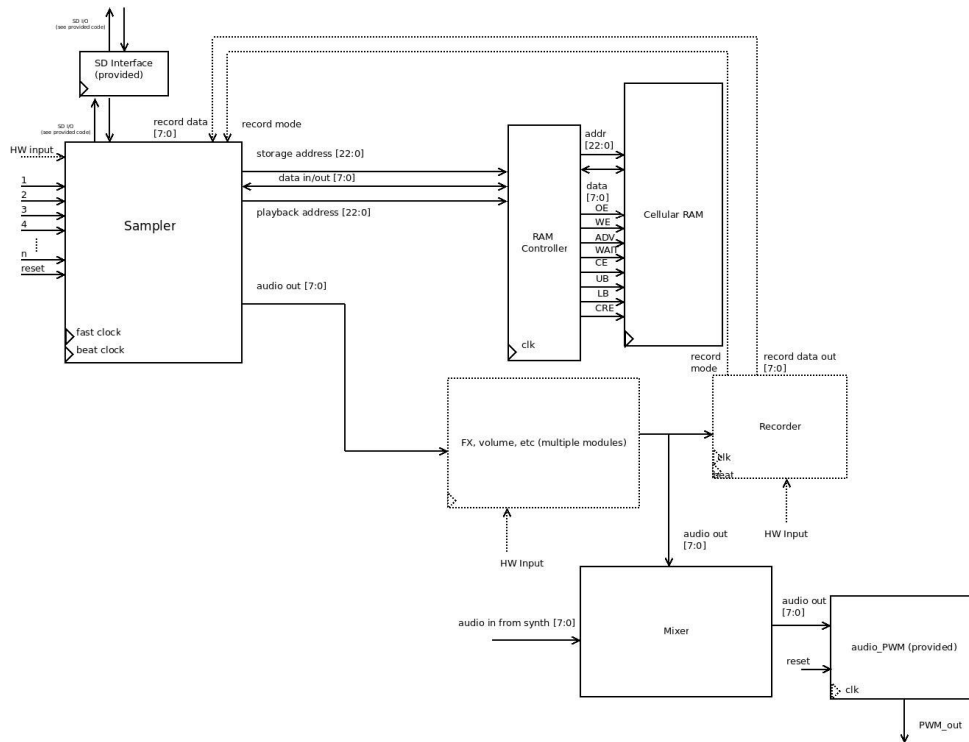 SD I/O
(see provided code)
SD Interface
(provided)
SD I/O
(see provided code)
record data
[7:0]
record mode
HW input
1
2
3
4
n
reset
Sampler
fast clock
beat clock
storage address [22:0]
data in/out [7:0]
playback address [22:0]
audio out [7:0]
RAM
Controller
clk
addr
[22:0]
data
[7:0]
OE
WE
ADV
WAIT
CE
UB
LB
CRE
Cellular RAM
record
mode
record data out
[7:0]
FX, volume, etc (multiple modules)
HW Input
Recorder
clk
beat
HW Input
audio out
[7:0]
audio in from synth [7:0]
Mixer
audio out
[7:0]
reset
audio_PWM (provided)
clk
PWM_out